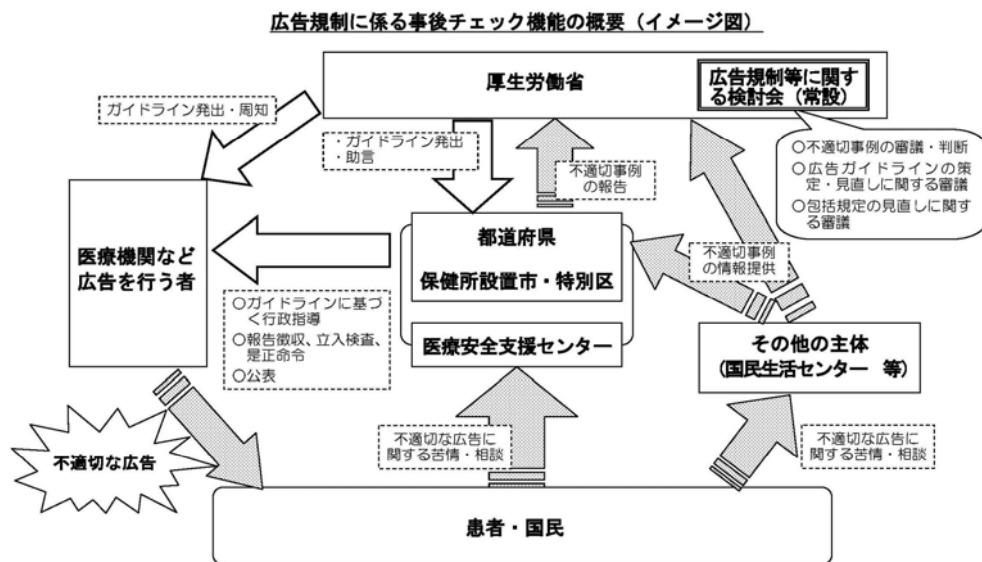 広告規制に係る事後チェック機能の概要（イメージ図）
厚生労働省
広告規制等に関す
る検討会（常設）
ガイドライン発出・周知
・ガイドライン発出
・助言
不適切事例
の報告
○不適切事例の審議・判断
○広告ガイドラインの策
定・見直しに関する審議
○包括規定の見直しに関す
る審議
医療機関など
広告を行う者
都道府県
保健所設置市・特別区
不適切事例
の情報提供
○ガイドラインに基づ
く行政指導
○報告徴収、立入検査、
是正命令
○公表
医療安全支援センター
その他の主体
（国民生活センター　等）
不適切な広告
不適切な広告に
関する苦情・相談
不適切な広告に
関する苦情・相談
患者・国民